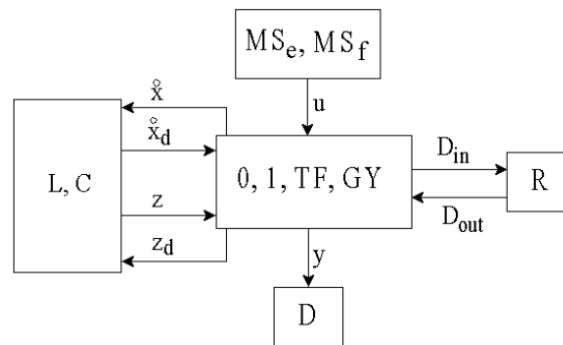 MSe, MSf
u
x̊
x̊d
L, C
z
zd
0, 1, TF, GY
Din
R
Dout
y
D